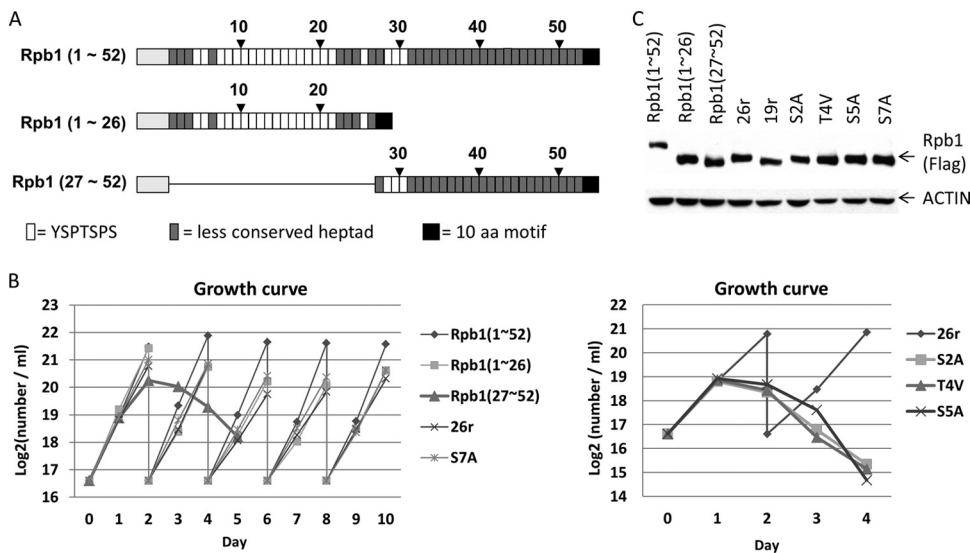 A
10 20 30 40 50
Rpb1 (1 ~ 52)
10 20
Rpb1 (1 ~ 26)
30 40 50
Rpb1 (27 ~ 52)
= YSPTSPS = less conserved heptad = 10 aa motif
C
Rpb1(1~52)
Rpb1(1~26)
Rpb1(27~52)
26r
19r
S2A
T4V
S5A
S7A
Rpb1
(Flag)
ACTIN
B
Growth curve
Log2(number / ml)
23
22
21
20
19
18
17
16
0 1 2 3 4 5 6 7 8 9 10
Day
Rpb1(1~52)
Rpb1(1~26)
Rpb1(27~52)
26r
S7A
Growth curve
Log2 (number / ml)
22
21
20
19
18
17
16
15
14
0 1 2 3 4
Day
26r
S2A
T4V
S5A